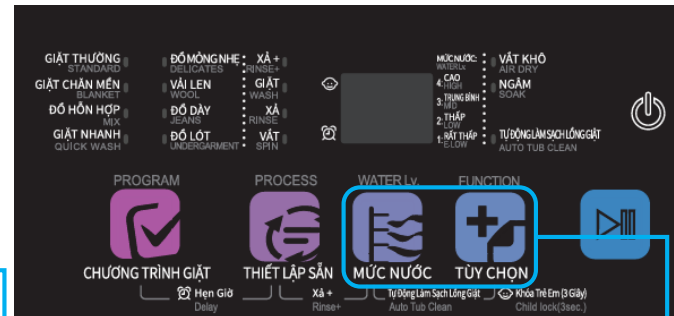 GIẶT THƯỜNG
STANDARD
GIẶT CHĂN MỀN
BLANKET
ĐỒ HỖN HỢP
MIX
GIẶT NHANH
QUICK WASH
ĐỒ MỎNG NHẸ
DELICATES
VẢI LEN
WOOL
ĐỒ DÀY
JEANS
ĐỒ LÓT
UNDERGARMENT
XẢ +
RINSE+
GIẶT
WASH
XẢ
RINSE
VẮT
SPIN
MỨC NƯỚC:
WATER Lv.
4: CAO
HIGH
3: TRUNG BÌNH
MID
2: THẤP
LOW
1: RẤT THẤP
E.LOW
VẮT KHÔ
AIR DRY
NGÂM
SOAK
TỰ ĐỘNG LÀM SẠCH LỒNG GIẶT
AUTO TUB CLEAN
PROGRAM PROCESS WATER Lv. FUNCTION
CHƯƠNG TRÌNH GIẶT THIẾT LẬP SẴN MỨC NƯỚC TÙY CHỌN
Hẹn Giờ Xả + Tự Động Làm Sạch Lồng Giặt Khóa Trẻ Em (3 Giây)
Delay Rinse+ Auto Tub Clean Child lock(3sec.)